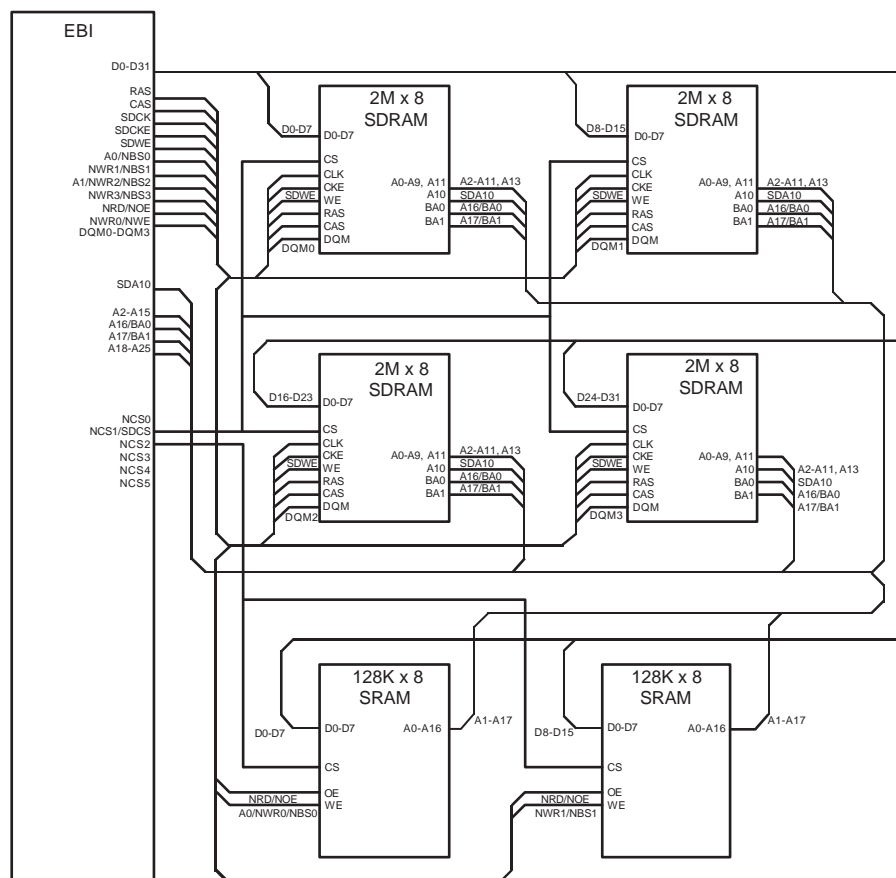 EBI
D0-D31
RAS
CAS
SDCK
SDCKE
SDWE
A0/NBS0
NWR1/NBS1
A1/NWR2/NBS2
NWR3/NBS3
NRD/NOE
NWR0/NWE
DQM0-DQM3
SDA10
A2-A15
A16/BA0
A17/BA1
A18-A25
NCS0
NCS1/SDCS
NCS2
NCS3
NCS4
NCS5
2M x 8
SDRAM
D0-D7
D0-D7
CS
CLK
CKE
SDWE
WE
RAS
CAS
DQM
DQM0
A0-A9, A11
A10
BA0
BA1
A2-A11, A13
SDA10
A16/BA0
A17/BA1
2M x 8
SDRAM
D8-D15
D0-D7
CS
CLK
CKE
SDWE
WE
RAS
CAS
DQM
DQM1
A0-A9, A11
A10
BA0
BA1
A2-A11, A13
SDA10
A16/BA0
A17/BA1
2M x 8
SDRAM
D16-D23
D0-D7
CS
CLK
CKE
SDWE
WE
RAS
CAS
DQM
DQM2
A0-A9, A11
A10
BA0
BA1
A2-A11, A13
SDA10
A16/BA0
A17/BA1
2M x 8
SDRAM
D24-D31
D0-D7
CS
CLK
CKE
SDWE
WE
RAS
CAS
DQM
DQM3
A0-A9, A11
A10
BA0
BA1
A2-A11, A13
SDA10
A16/BA0
A17/BA1
128K x 8
SRAM
D0-D7
D0-D7
A0-A16
A1-A17
CS
OE
NRD/NOE
WE
A0/NWR0/NBS0
128K x 8
SRAM
D8-D15
D0-D7
A0-A16
A1-A17
CS
OE
NRD/NOE
WE
NWR1/NBS1